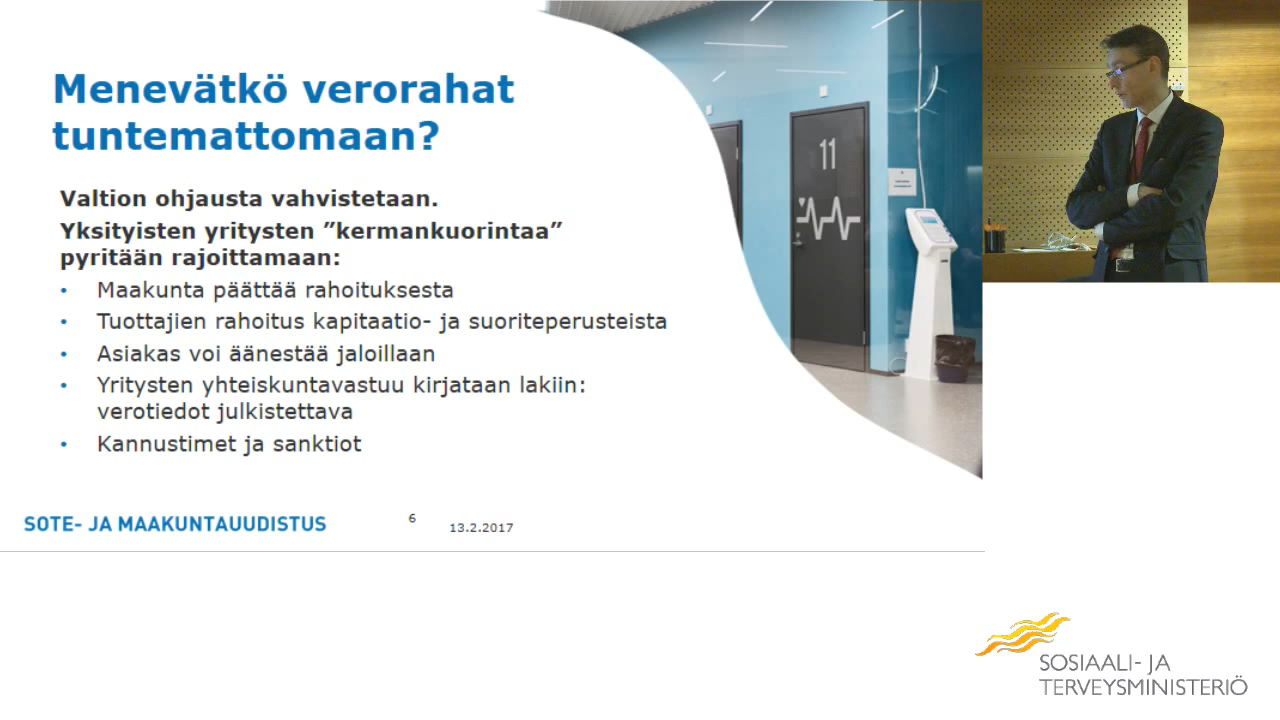 Menevätkö verorahat
tuntemattomaan?
Valtion ohjausta vahvistetaan.
Yksityisten yritysten ”kermankuorintaa”
pyritään rajoittamaan:
• Maakunta päättää rahoituksesta
• Tuottajien rahoitus kapitaatio- ja suoriteperusteista
• Asiakas voi äänestää jaloillaan
• Yritysten yhteiskuntavastuu kirjataan lakiin:
verotiedot julkistettava
• Kannustimet ja sanktiot
11
SOTE- JA MAAKUNTAUUDISTUS
6
13.2.2017
SOSIAALI- JA
TERVEYSMINISTERIÖ